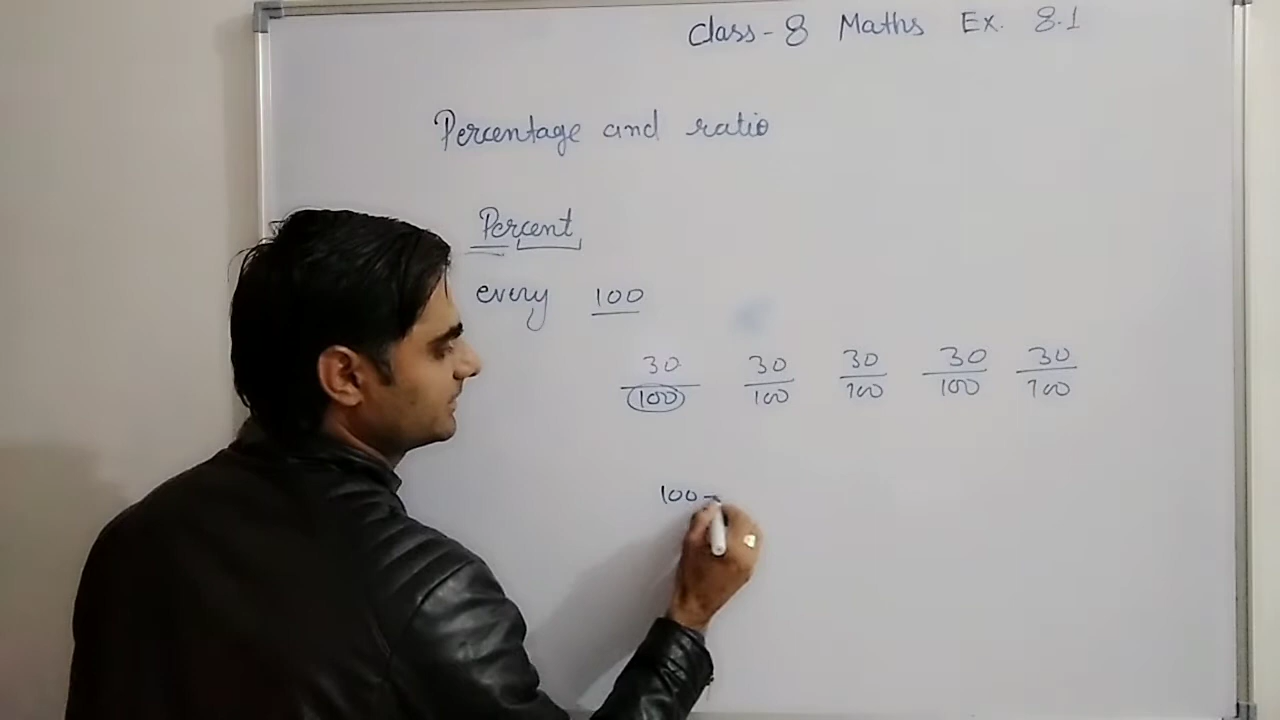 Class - 8 Maths Ex. 8.1
Percentage and ratio
Percent
every 100
30/100 30/100 30/100 30/100 30/100
100 -